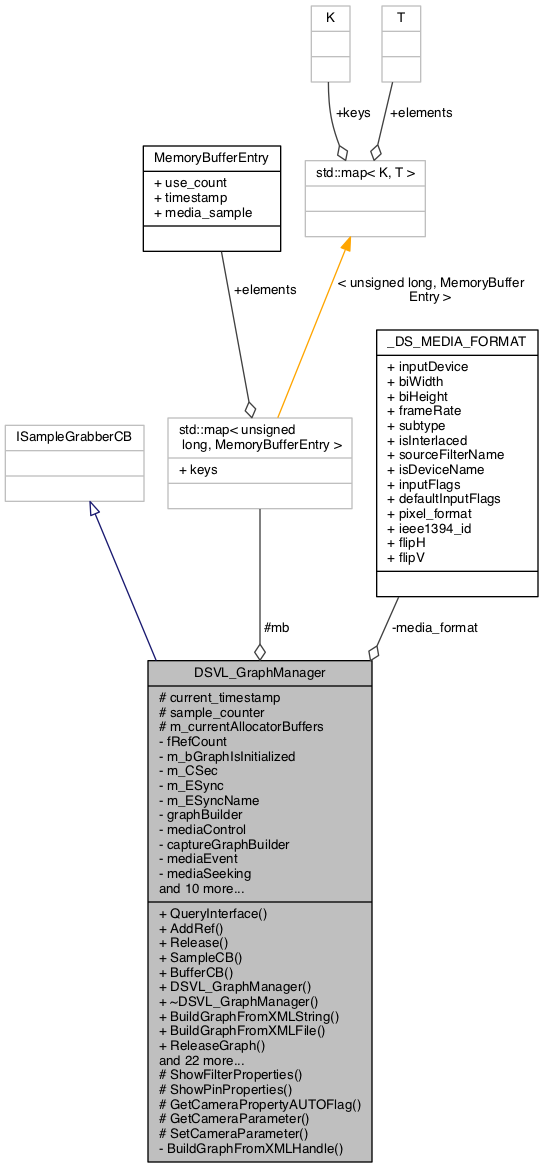 K
T
+keys
+elements
MemoryBufferEntry
+ use_count
+ timestamp
+ media_sample
std::map< K, T >
+elements
< unsigned long, MemoryBuffer
Entry >
_DS_MEDIA_FORMAT
+ inputDevice
+ biWidth
+ biHeight
+ frameRate
+ subtype
+ isInterlaced
+ sourceFilterName
+ isDeviceName
+ inputFlags
+ defaultInputFlags
+ pixel_format
+ ieee1394_id
+ flipH
+ flipV
ISampleGrabberCB
std::map< unsigned
long, MemoryBufferEntry >
+ keys
#mb
-media_format
DSVL_GraphManager
# current_timestamp
# sample_counter
# m_currentAllocatorBuffers
- fRefCount
- m_bGraphIsInitialized
- m_CSec
- m_ESync
- m_ESyncName
- graphBuilder
- mediaControl
- captureGraphBuilder
- mediaEvent
- mediaSeeking
and 10 more...
+ QueryInterface()
+ AddRef()
+ Release()
+ SampleCB()
+ BufferCB()
+ DSVL_GraphManager()
+ ~DSVL_GraphManager()
+ BuildGraphFromXMLString()
+ BuildGraphFromXMLFile()
+ ReleaseGraph()
and 22 more...
# ShowFilterProperties()
# ShowPinProperties()
# GetCameraPropertyAUTOFlag()
# GetCameraParameter()
# SetCameraParameter()
- BuildGraphFromXMLHandle()